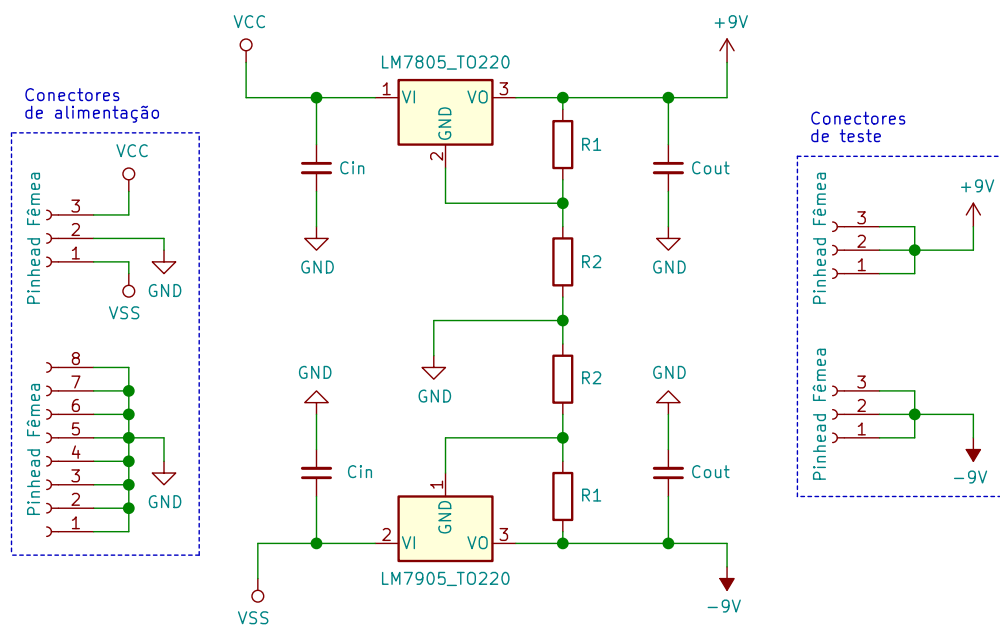 Conectores
de alimentação
VCC
3
2
1
Pinhead Fêmea
GND
VSS
8
7
6
5
4
3
2
1
Pinhead Fêmea
GND
VCC
LM7805_TO220
1
VI
VO
3
GND
2
Cin
GND
+9V
R1
Cout
GND
R2
GND
R2
GND
Cin
GND
Cout
R1
1
GND
2
VI
VO
3
LM7905_TO220
VSS
-9V
Conectores
de teste
+9V
3
2
1
Pinhead Fêmea
3
2
1
Pinhead Fêmea
-9V